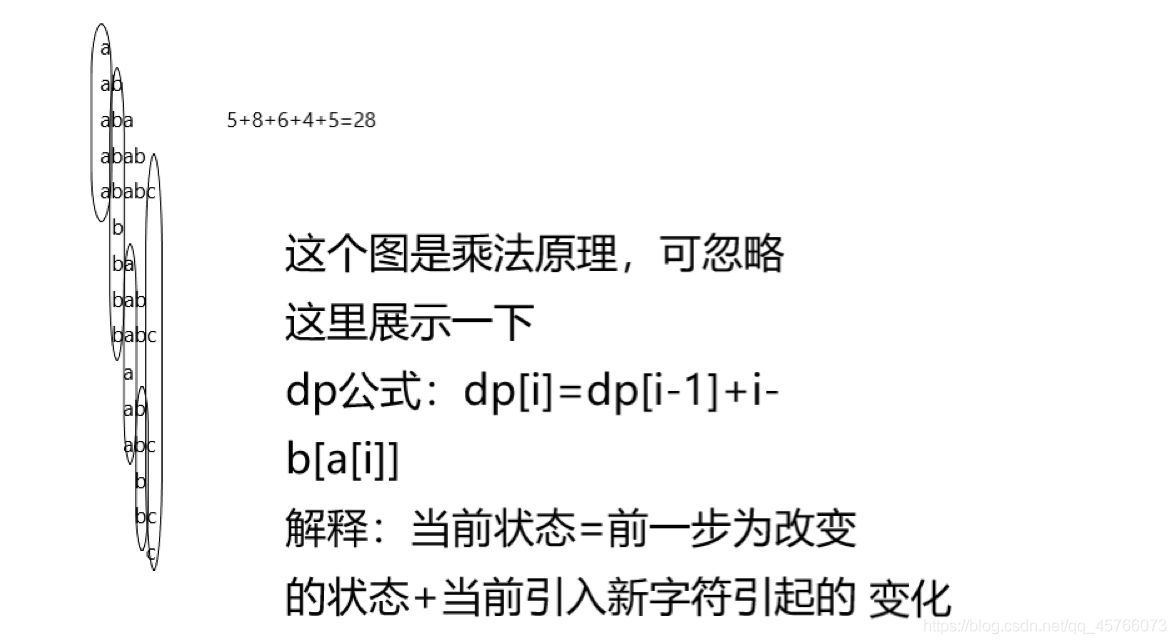 a
ab
aba
5+8+6+4+5=28
abab
ababc
b
这个图是乘法原理，可忽略
ba
bab
这里展示一下
babc
a
dp公式：dp[i]=dp[i-1]+i-
ab
abc
b[a[i]]
b
bc
解释：当前状态=前一步为改变
c
的状态+当前引入新字符引起的 变化
https://blog.csdn.net/qq_45766073